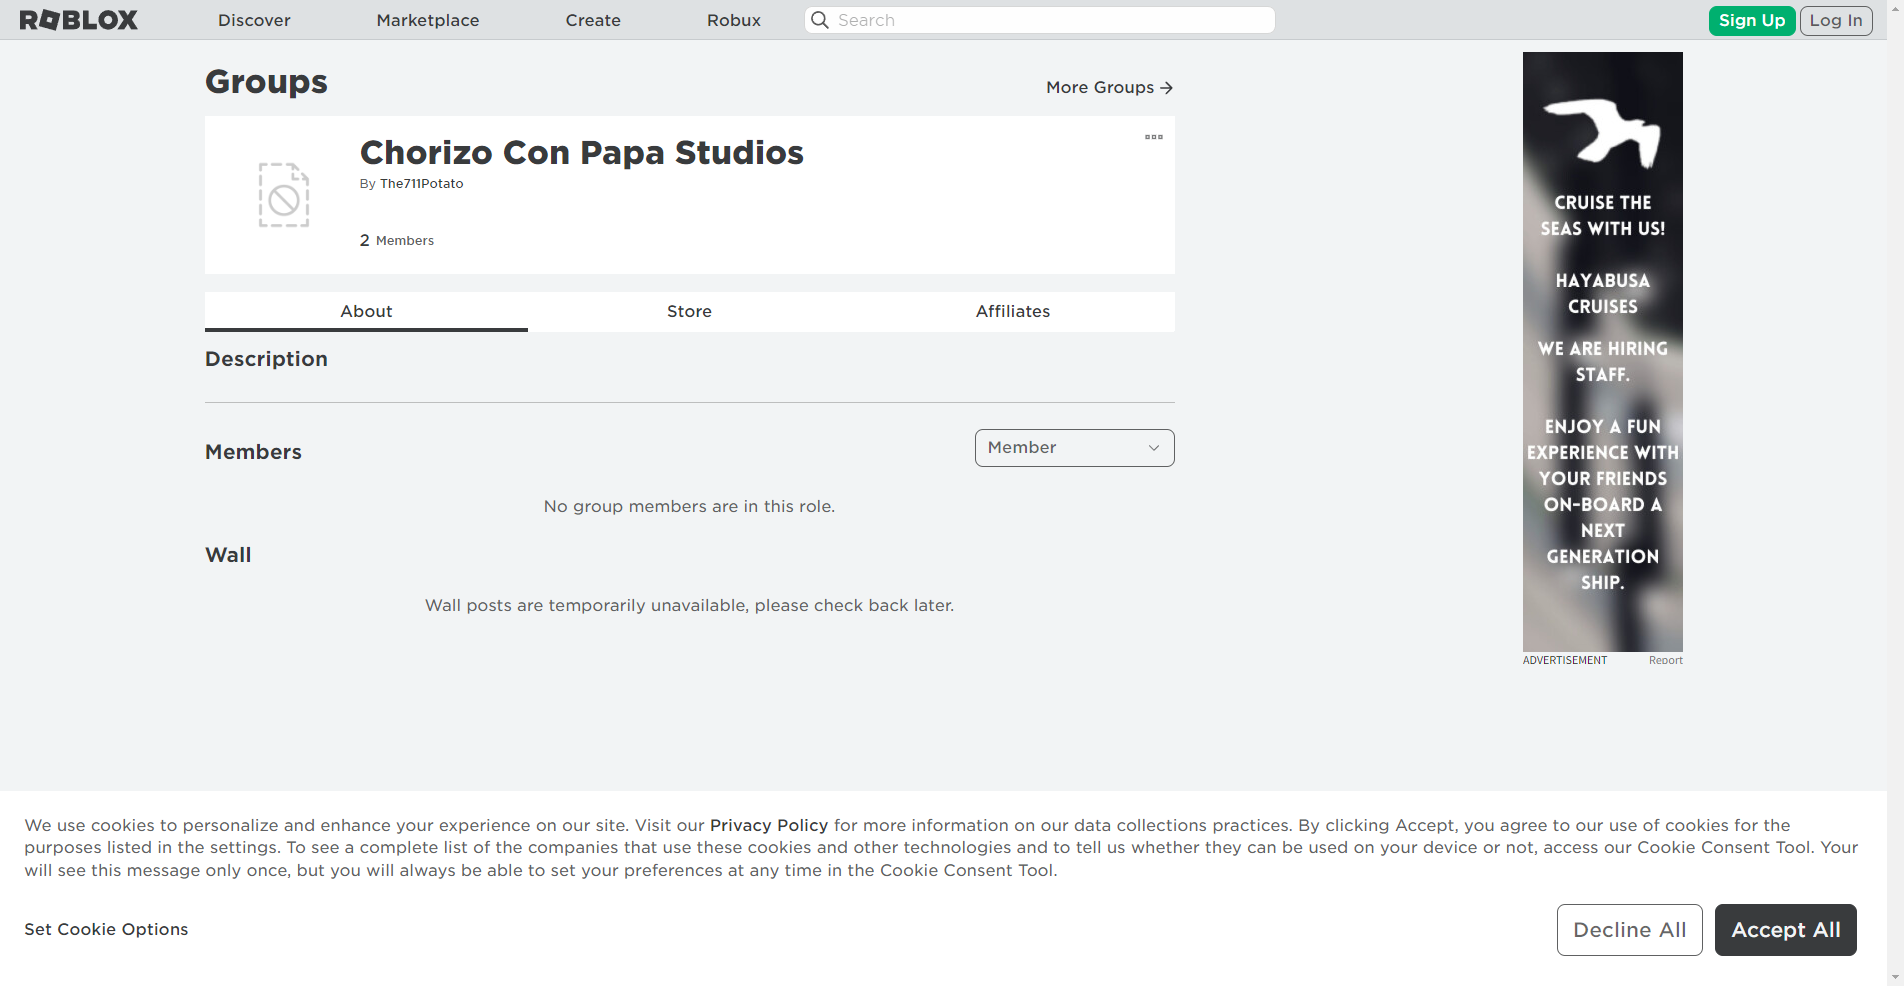 ROBLOX
Discover
Marketplace
Create
Robux
Search
Sign Up
Log In
Groups
More Groups →
Chorizo Con Papa Studios
By The711Potato
2 Members
About
Store
Affiliates
Description
Members
Member
No group members are in this role.
Wall
Wall posts are temporarily unavailable, please check back later.
CRUISE THE
SEAS WITH US!
HAYABUSA
CRUISES
WE ARE HIRING
STAFF.
ENJOY A FUN
EXPERIENCE WITH
YOUR FRIENDS
ON-BOARD A
NEXT
GENERATION
SHIP.
ADVERTISEMENT
Report
We use cookies to personalize and enhance your experience on our site. Visit our Privacy Policy for more information on our data collections practices. By clicking Accept, you agree to our use of cookies for the
purposes listed in the settings. To see a complete list of the companies that use these cookies and other technologies and to tell us whether they can be used on your device or not, access our Cookie Consent Tool. Your
will see this message only once, but you will always be able to set your preferences at any time in the Cookie Consent Tool.
Set Cookie Options
Decline All
Accept All